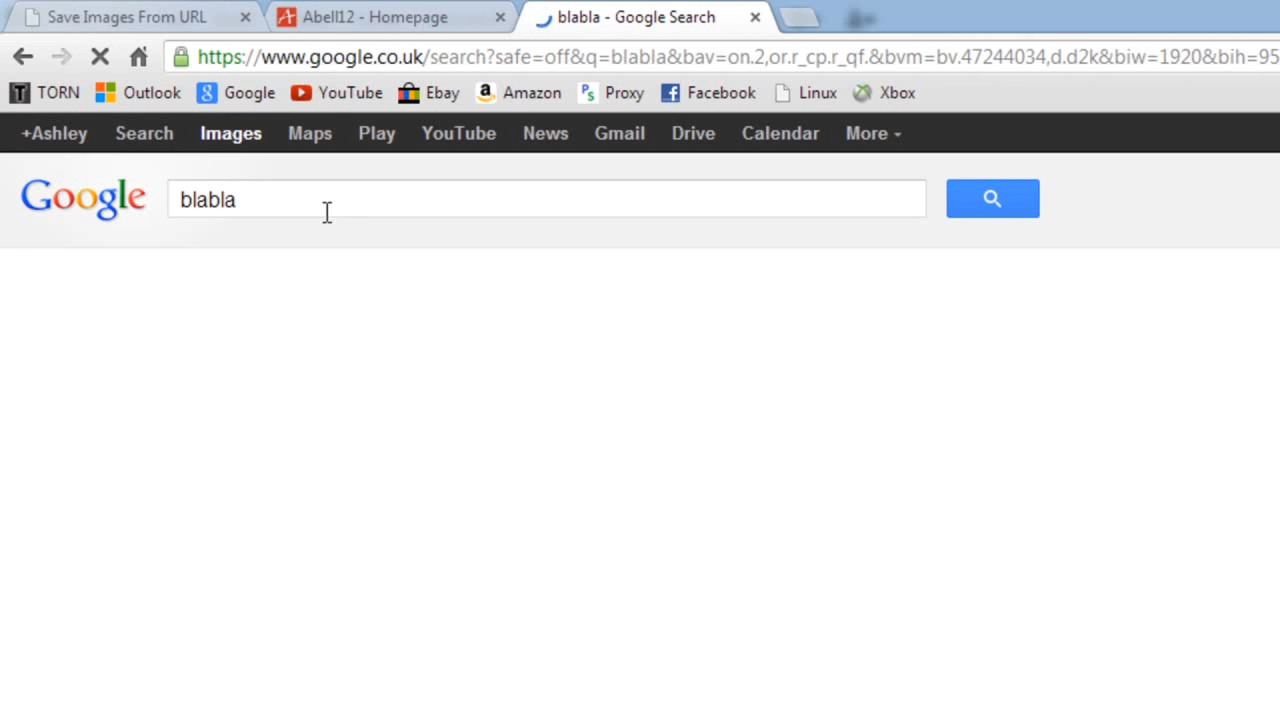 Save Images From URL Abell12 - Homepage blabla - Google Search
https://www.google.co.uk/search?safe=off&q=blabla&bav=on.2,or.r_cp.r_qf.&bvm=bv.47244034,d.d2k&biw=1920&bih=95
TORN Outlook Google YouTube Ebay Amazon Proxy Facebook Linux Xbox
+Ashley Search Images Maps Play YouTube News Gmail Drive Calendar More
Google blabla